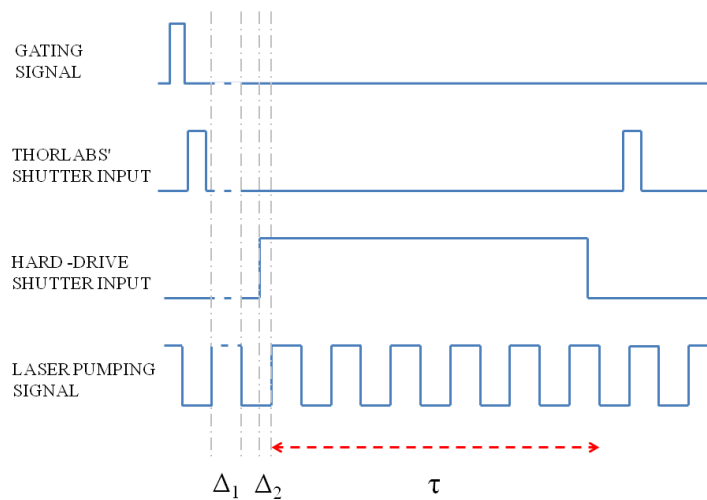 GATING
SIGNAL
THORLABS'
SHUTTER INPUT
HARD -DRIVE
SHUTTER INPUT
LASER PUMPING
SIGNAL
Δ₁ Δ₂ τ